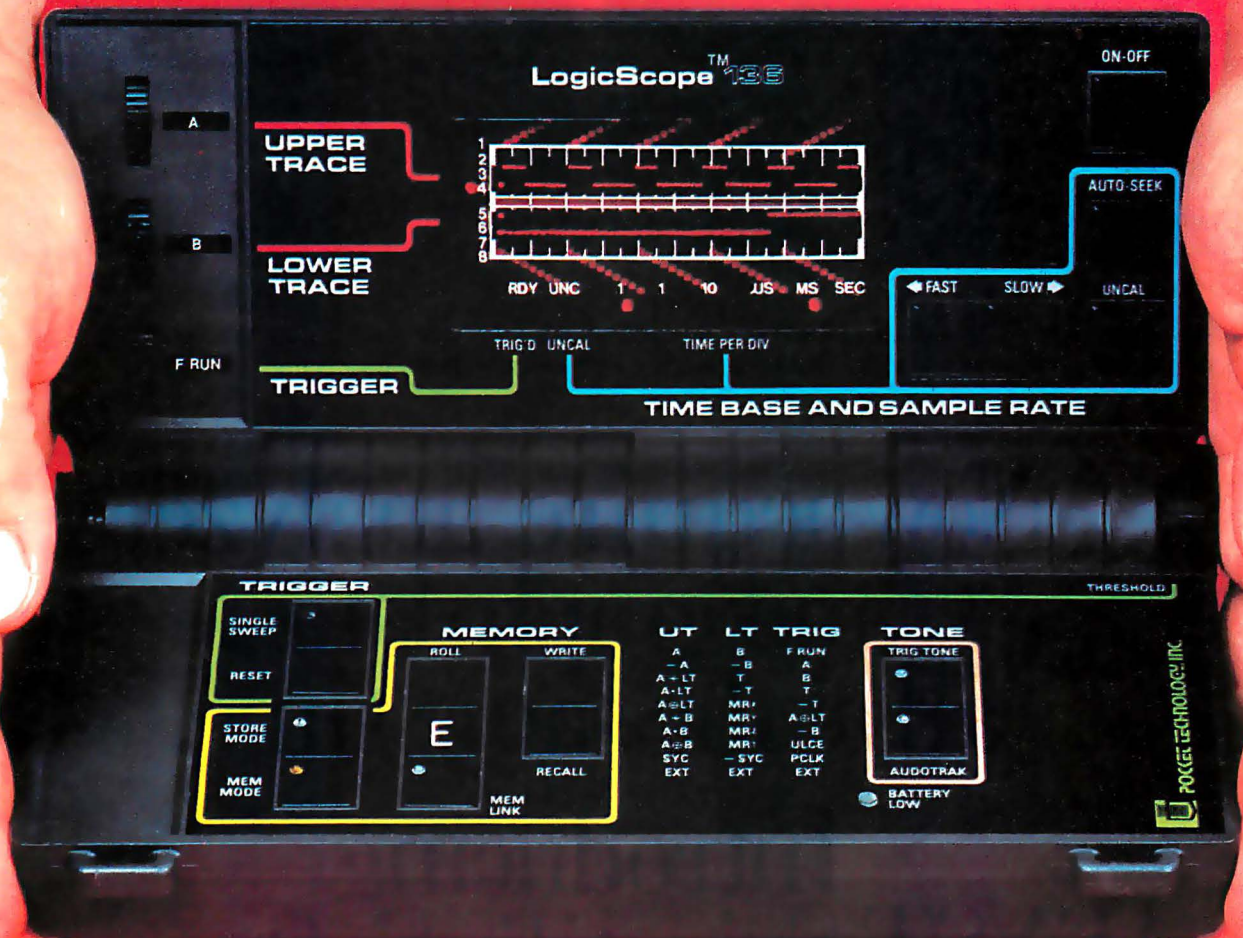 LogicScope™ 136
ON-OFF
A
UPPER
TRACE
1
2
3
4
5
6
7
8
AUTO-SEEK
B
LOWER
TRACE
RDY UNC .1 1 10 .US MS SEC
FAST SLOW
UNCAL
F RUN
TRIG'D UNCAL TIME PER DIV
TRIGGER
TIME BASE AND SAMPLE RATE
TRIGGER
THRESHOLD
SINGLE
SWEEP
RESET
MEMORY
ROLL WRITE
STORE
MODE
E
MEM
MODE
RECALL
MEM
LINK
UT LT TRIG
A B F RUN
-A -B A
A+LT T B
A·LT -T T
A⊕LT -T
A+B A⊕LT
A·B -B
A⊕B ULCE
SYC -SYC PCLK
EXT EXT EXT
TONE
TRIG TONE
AUDOTRAK
BATTERY
LOW
POCKET TECHNOLOGY, INC.